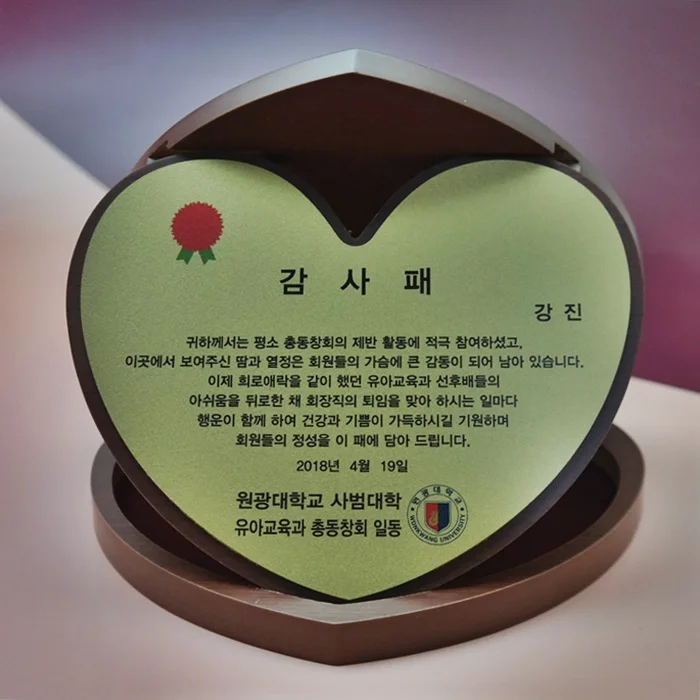 감 사 패
강 진
귀하께서는 평소 총동창회의 제반 활동에 적극 참여하셨고,
이곳에서 보여주신 땀과 열정은 회원들의 가슴에 큰 감동이 되어 남아 있습니다.
이제 희로애락을 같이 했던 유아교육과 선후배들의
아쉬움을 뒤로한 채 회장직의 퇴임을 맞아 하시는 일마다
행운이 함께 하여 건강과 기쁨이 가득하시길 기원하며
회원들의 정성을 이 패에 담아 드립니다.
2018년 4월 19일
원광대학교 사범대학
유아교육과 총동창회 일동
원광대학교
WONKWANG UNIVERSITY